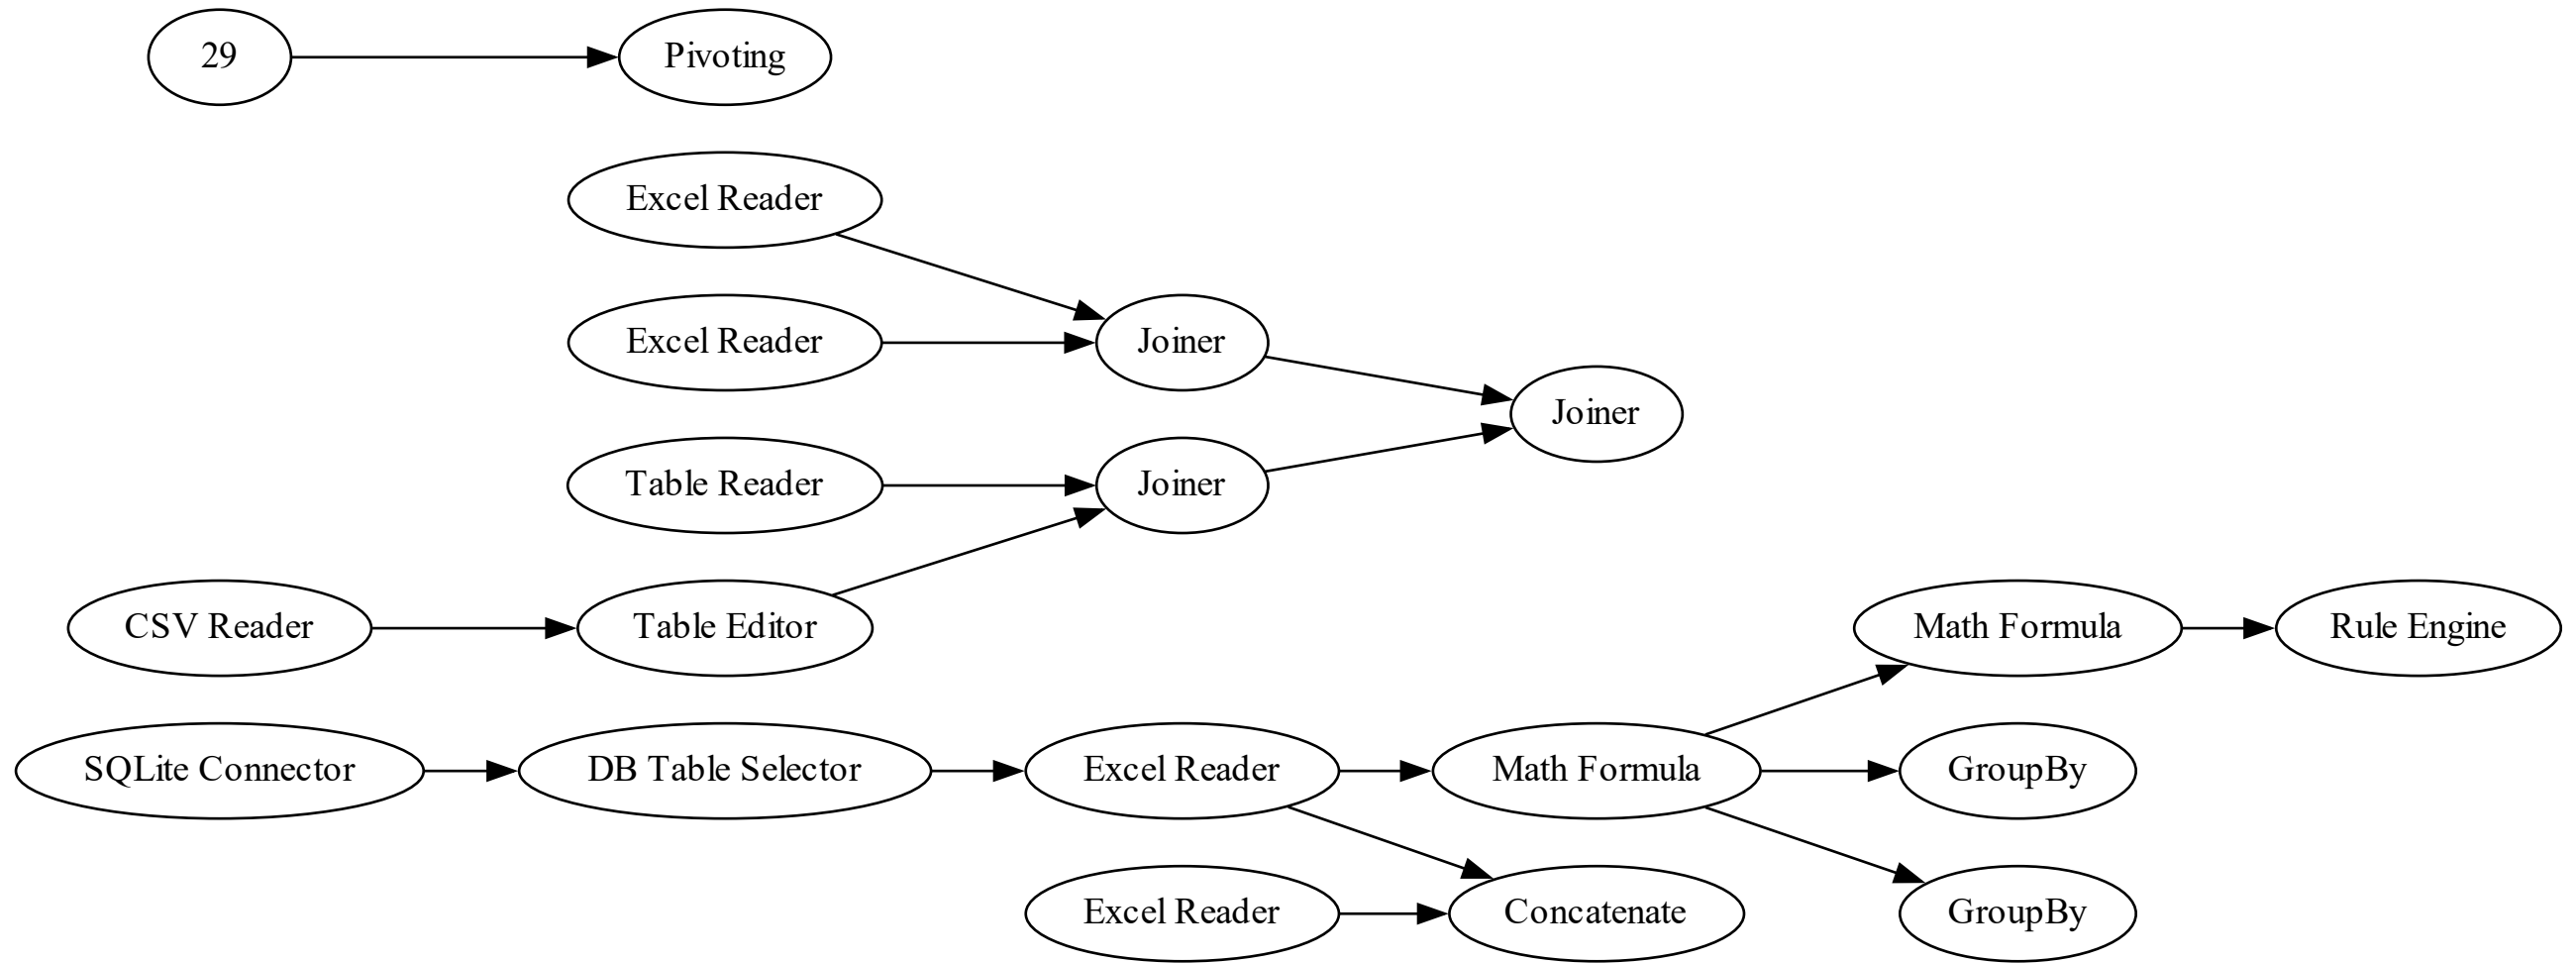 29
Pivoting
Excel Reader
Excel Reader
Joiner
Joiner
Table Reader
Joiner
CSV Reader
Table Editor
Math Formula
Rule Engine
SQLite Connector
DB Table Selector
Excel Reader
Math Formula
GroupBy
Excel Reader
Concatenate
GroupBy